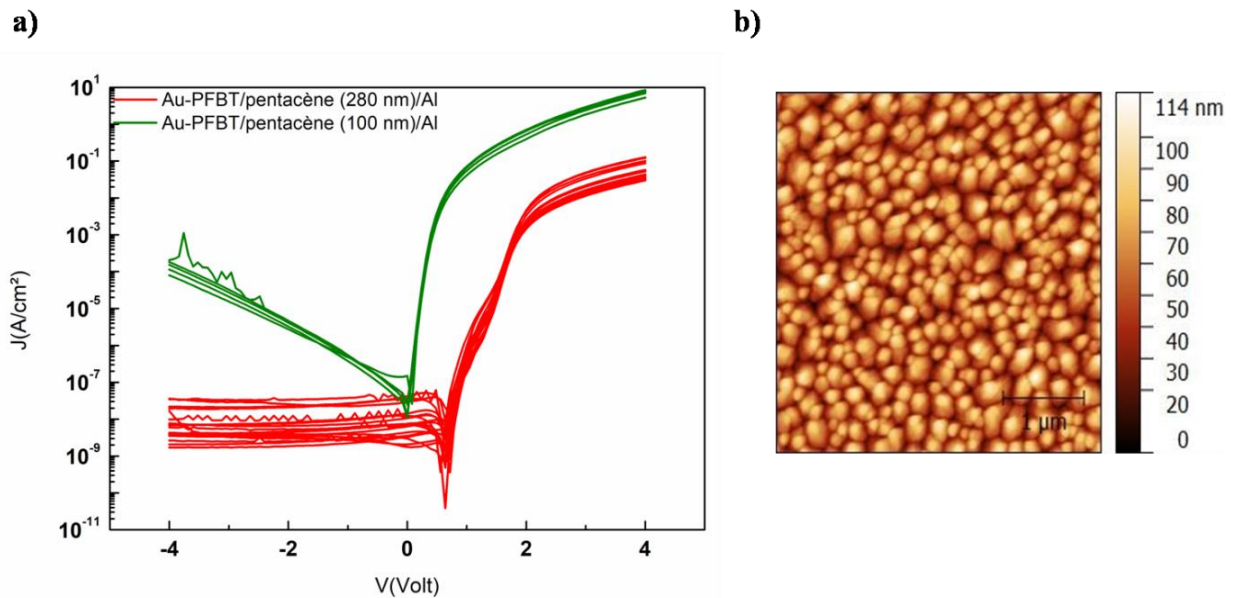 a)
Au-PFBT/pentacène (280 nm)/Al
Au-PFBT/pentacène (100 nm)/Al
10¹
10⁻¹
10⁻³
10⁻⁵
10⁻⁷
10⁻⁹
10⁻¹¹
J(A/cm²)
-4
-2
0
2
4
V(Volt)
b)
114 nm
100
90
80
70
60
50
40
30
20
0
1 µm